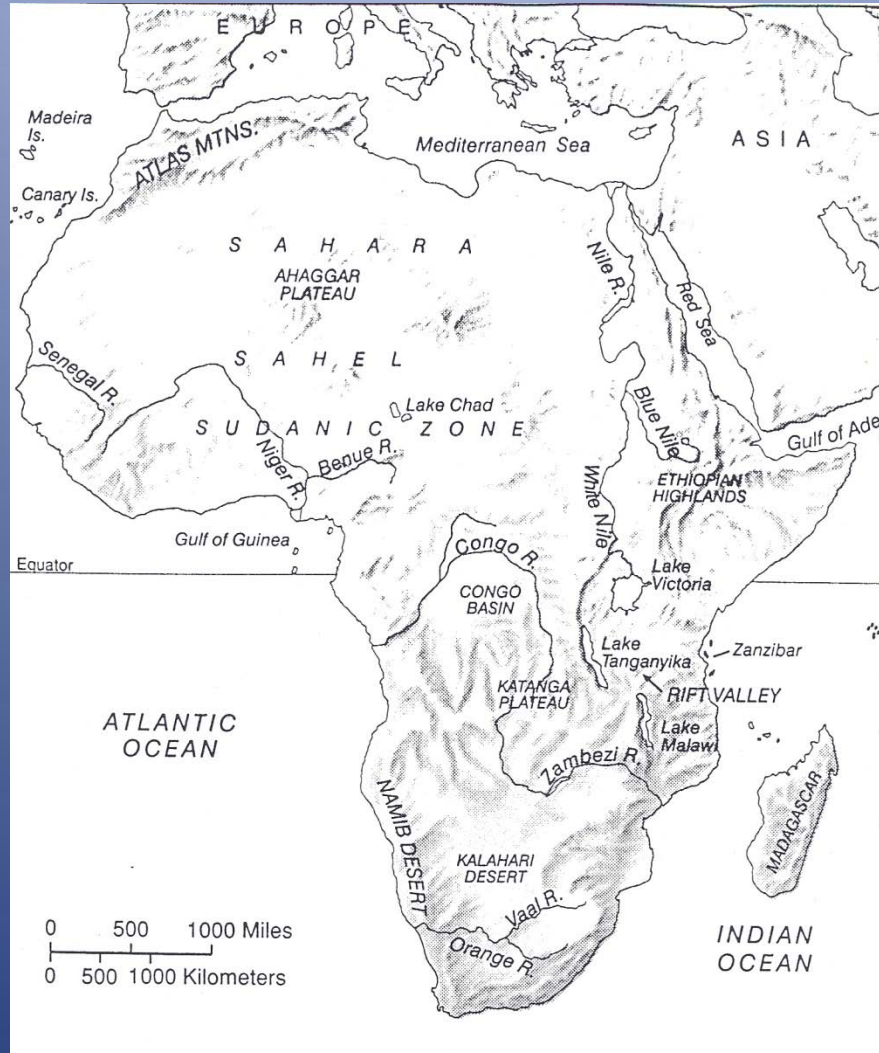 EUROPE
Madeira
Is.
ATLAS MTNS.
Mediterranean Sea
ASIA
Canary Is.
SAHARA
AHAGGAR
PLATEAU
Nile R.
Red Sea
Senegal R.
SAHEL
Lake Chad
SUDANIC ZONE
Blue Nile
Gulf of Ade
Niger R.
Benue R.
White Nile
ETHIOPIAN
HIGHLANDS
Gulf of Guinea
Congo R.
Equator
Lake
Victoria
CONGO
BASIN
Lake
Tanganyika
Zanzibar
KATANGA
PLATEAU
RIFT VALLEY
ATLANTIC
OCEAN
Lake
Malawi
Zambezi R.
MADAGASCAR
NAMIB DESERT
KALAHARI
DESERT
Vaal R.
0 500 1000 Miles
0 500 1000 Kilometers
Orange R.
INDIAN
OCEAN